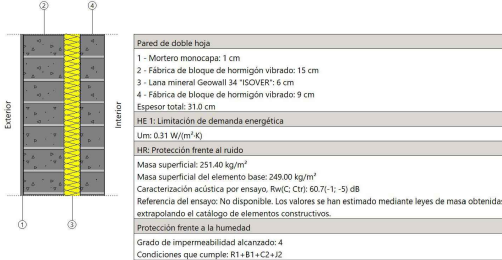 2
4
Exterior
Interior
1
3
Pared de doble hoja
1 - Mortero monocapa: 1 cm
2 - Fábrica de bloque de hormigón vibrado: 15 cm
3 - Lana mineral Geowall 34 "ISOVER": 6 cm
4 - Fábrica de bloque de hormigón vibrado: 9 cm
Espesor total: 31.0 cm
HE 1: Limitación de demanda energética
Um: 0.31 W/(m²·K)
HR: Protección frente al ruido
Masa superficial: 251.40 kg/m²
Masa superficial del elemento base: 249.00 kg/m²
Caracterización acústica por ensayo, Rw(C; Ctr): 60.7(-1; -5) dB
Referencia del ensayo: No disponible. Los valores se han estimado mediante leyes de masa obtenidas
extrapolando el catálogo de elementos constructivos.
Protección frente a la humedad
Grado de impermeabilidad alcanzado: 4
Condiciones que cumple: R1+B1+C2+J2